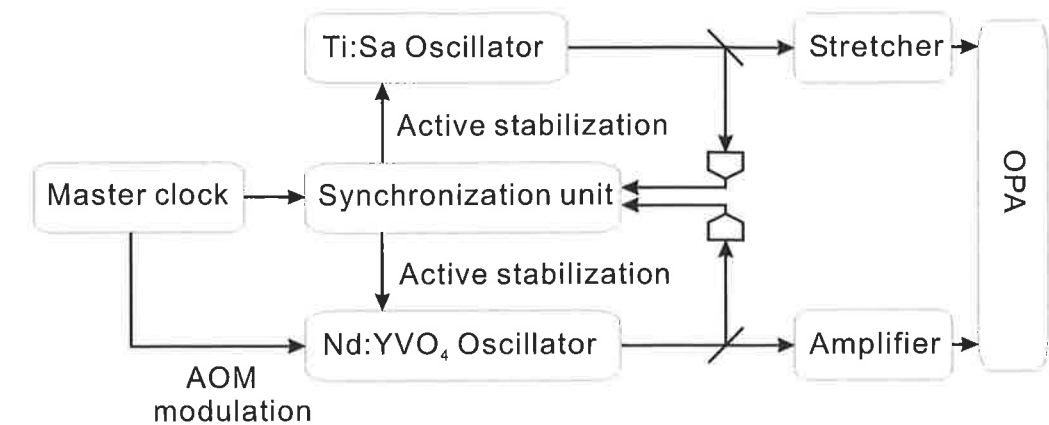 Ti:Sa Oscillator
Stretcher
Active stabilization
Master clock
Synchronization unit
OPA
Active stabilization
Nd:YVO₄ Oscillator
Amplifier
AOM
modulation